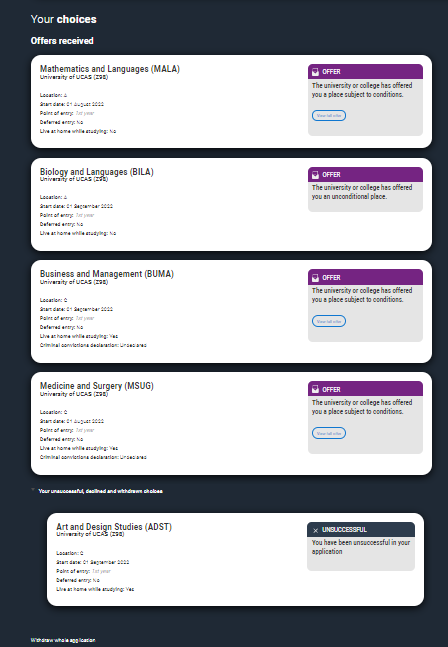 Your choices
Offers received
Mathematics and Languages (MALA)
University of UCAS (Z98)
Location: A
Start date: 01 August 2022
Point of entry: 1st year
Deferred entry: No
Live at home while studying: No
OFFER
The university or college has offered
you a place subject to conditions.
View full offer
Biology and Languages (BILA)
University of UCAS (Z98)
Location: A
Start date: 01 September 2022
Point of entry: 1st year
Deferred entry: No
Live at home while studying: No
OFFER
The university or college has offered
you an unconditional place.
Business and Management (BUMA)
University of UCAS (Z98)
Location: C
Start date: 01 September 2022
Point of entry: 1st year
Deferred entry: No
Live at home while studying: Yes
Criminal convictions declaration: Undeclared
OFFER
The university or college has offered
you a place subject to conditions.
View full offer
Medicine and Surgery (MSUG)
University of UCAS (Z98)
Location: C
Start date: 01 August 2022
Point of entry: 1st year
Deferred entry: No
Live at home while studying: Yes
Criminal convictions declaration: Undeclared
OFFER
The university or college has offered
you a place subject to conditions.
View full offer
Your unsuccessful, declined and withdrawn choices
Art and Design Studies (ADST)
University of UCAS (Z98)
Location: C
Start date: 01 September 2022
Point of entry: 1st year
Deferred entry: No
Live at home while studying: Yes
UNSUCCESSFUL
You have been unsuccessful in your
application
Withdraw whole application